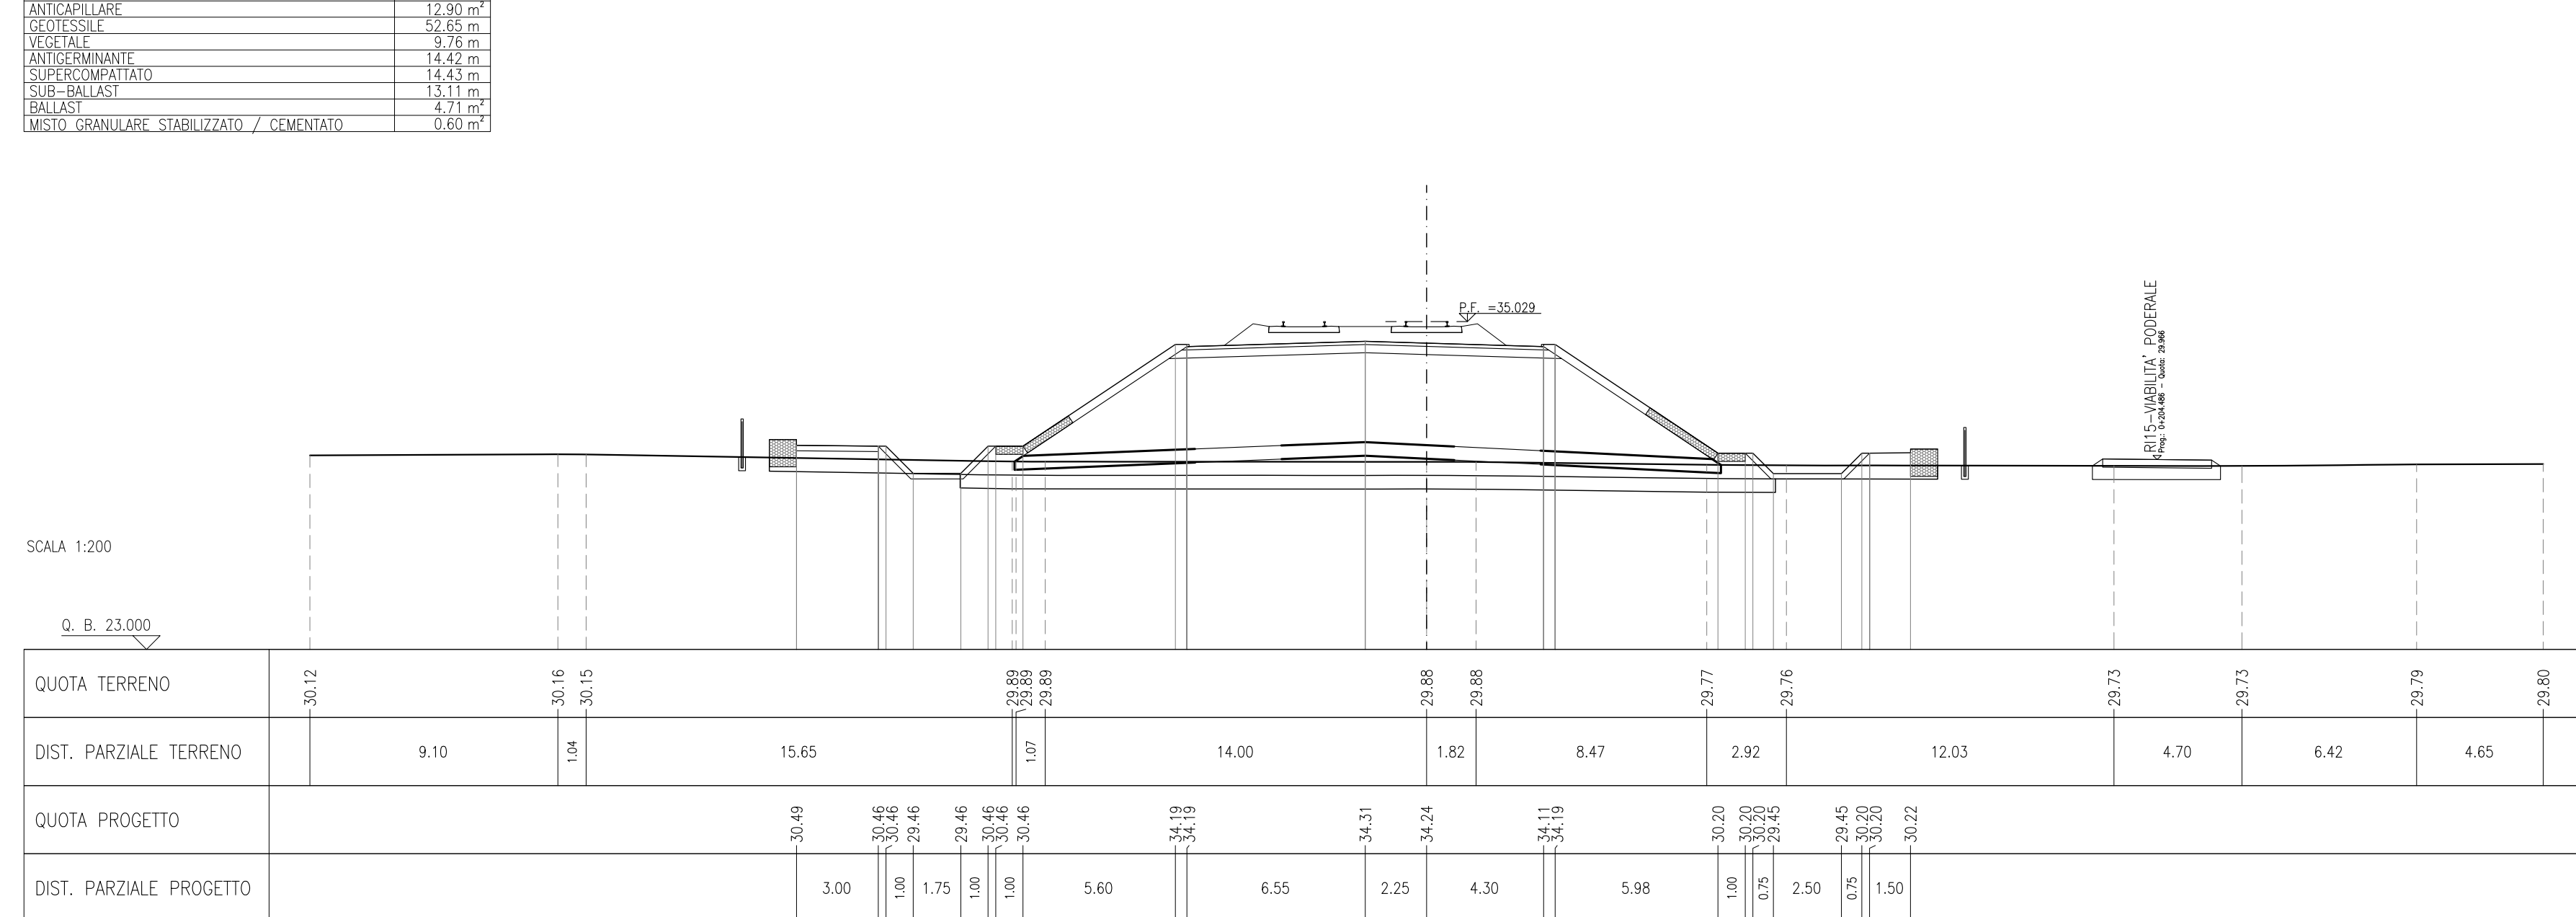 ANTICAPILLARE 12.90 m²
GEOTESSILE 52.65 m
VEGETALE 9.76 m
ANTIGERMINANTE 14.42 m
SUPERCOMPATTATO 14.43 m
SUB-BALLAST 13.11 m
BALLAST 4.71 m²
MISTO GRANULARE STABILIZZATO / CEMENTATO 0.60 m²
P.F. =35.029
RI15-VIABILITA' PODERALE
Prog.: 0+204.486 - Quota: 29.966
SCALA 1:200
Q. B. 23.000
QUOTA TERRENO 30.12 30.16 30.15 29.89 29.89 29.89 29.88 29.88 29.77 29.76 29.73 29.73 29.79 29.80
DIST. PARZIALE TERRENO 9.10 1.04 15.65 1.07 14.00 1.82 8.47 2.92 12.03 4.70 6.42 4.65
QUOTA PROGETTO 30.49 30.46 30.46 29.46 29.46 30.46 30.46 30.46 34.19 34.19 34.31 34.24 34.11 34.19 30.20 30.20 30.20 29.45 29.45 30.20 30.20 30.22
DIST. PARZIALE PROGETTO 3.00 1.00 1.75 1.00 1.00 5.60 6.55 2.25 4.30 5.98 1.00 0.75 2.50 0.75 1.50